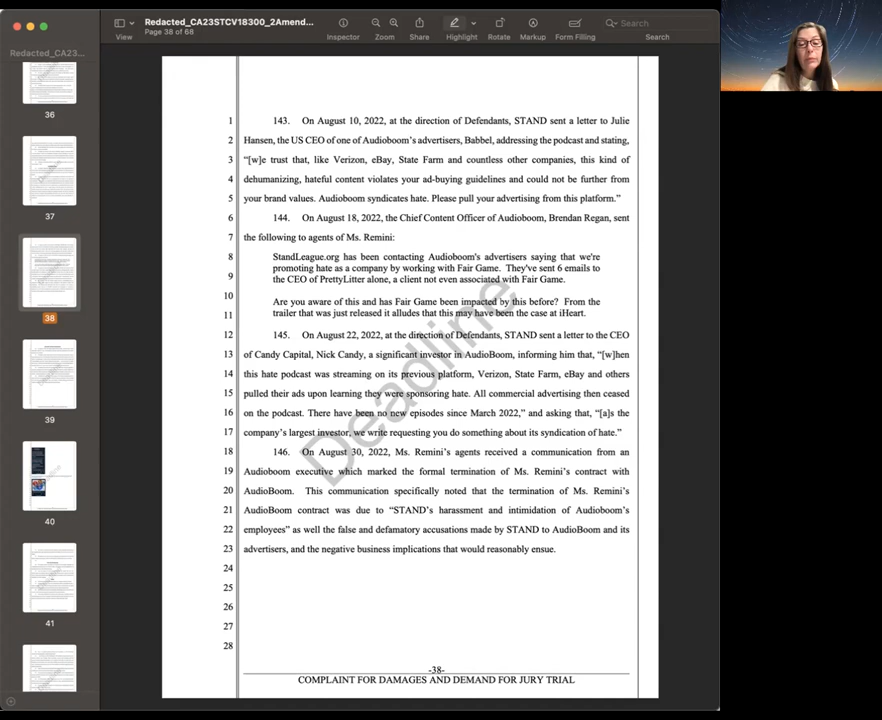 Redacted_CA23STCV18300_2Amend...
Page 38 of 68
View
Inspector
Zoom
Share
Highlight
Rotate
Markup
Form Filling
Search
Search
Redacted_CA23...
36
37
38
39
40
41
1 143. On August 10, 2022, at the direction of Defendants, STAND sent a letter to Julie
2 Hansen, the US CEO of one of Audioboom's advertisers, Babbel, addressing the podcast and stating,
3 "[w]e trust that, like Verizon, eBay, State Farm and countless other companies, this kind of
4 dehumanizing, hateful content violates your ad-buying guidelines and could not be further from
5 your brand values. Audioboom syndicates hate. Please pull your advertising from this platform."
6 144. On August 18, 2022, the Chief Content Officer of Audioboom, Brendan Regan, sent
7 the following to agents of Ms. Remini:
8 StandLeague.org has been contacting Audioboom's advertisers saying that we're
promoting hate as a company by working with Fair Game. They've sent 6 emails to
9 the CEO of PrettyLitter alone, a client not even associated with Fair Game.
10 Are you aware of this and has Fair Game been impacted by this before? From the
11 trailer that was just released it alludes that this may have been the case at iHeart.
12 145. On August 22, 2022, at the direction of Defendants, STAND sent a letter to the CEO
13 of Candy Capital, Nick Candy, a significant investor in AudioBoom, informing him that, "[w]hen
14 this hate podcast was streaming on its previous platform, Verizon, State Farm, eBay and others
15 pulled their ads upon learning they were sponsoring hate. All commercial advertising then ceased
16 on the podcast. There have been no new episodes since March 2022," and asking that, "[a]s the
17 company's largest investor, we write requesting you do something about its syndication of hate."
18 146. On August 30, 2022, Ms. Remini's agents received a communication from an
19 Audioboom executive which marked the formal termination of Ms. Remini's contract with
20 AudioBoom. This communication specifically noted that the termination of Ms. Remini's
21 AudioBoom contract was due to "STAND's harassment and intimidation of Audioboom's
22 employees" as well the false and defamatory accusations made by STAND to AudioBoom and its
23 advertisers, and the negative business implications that would reasonably ensue.
24
25
26
27
28
Deadline
-38-
COMPLAINT FOR DAMAGES AND DEMAND FOR JURY TRIAL